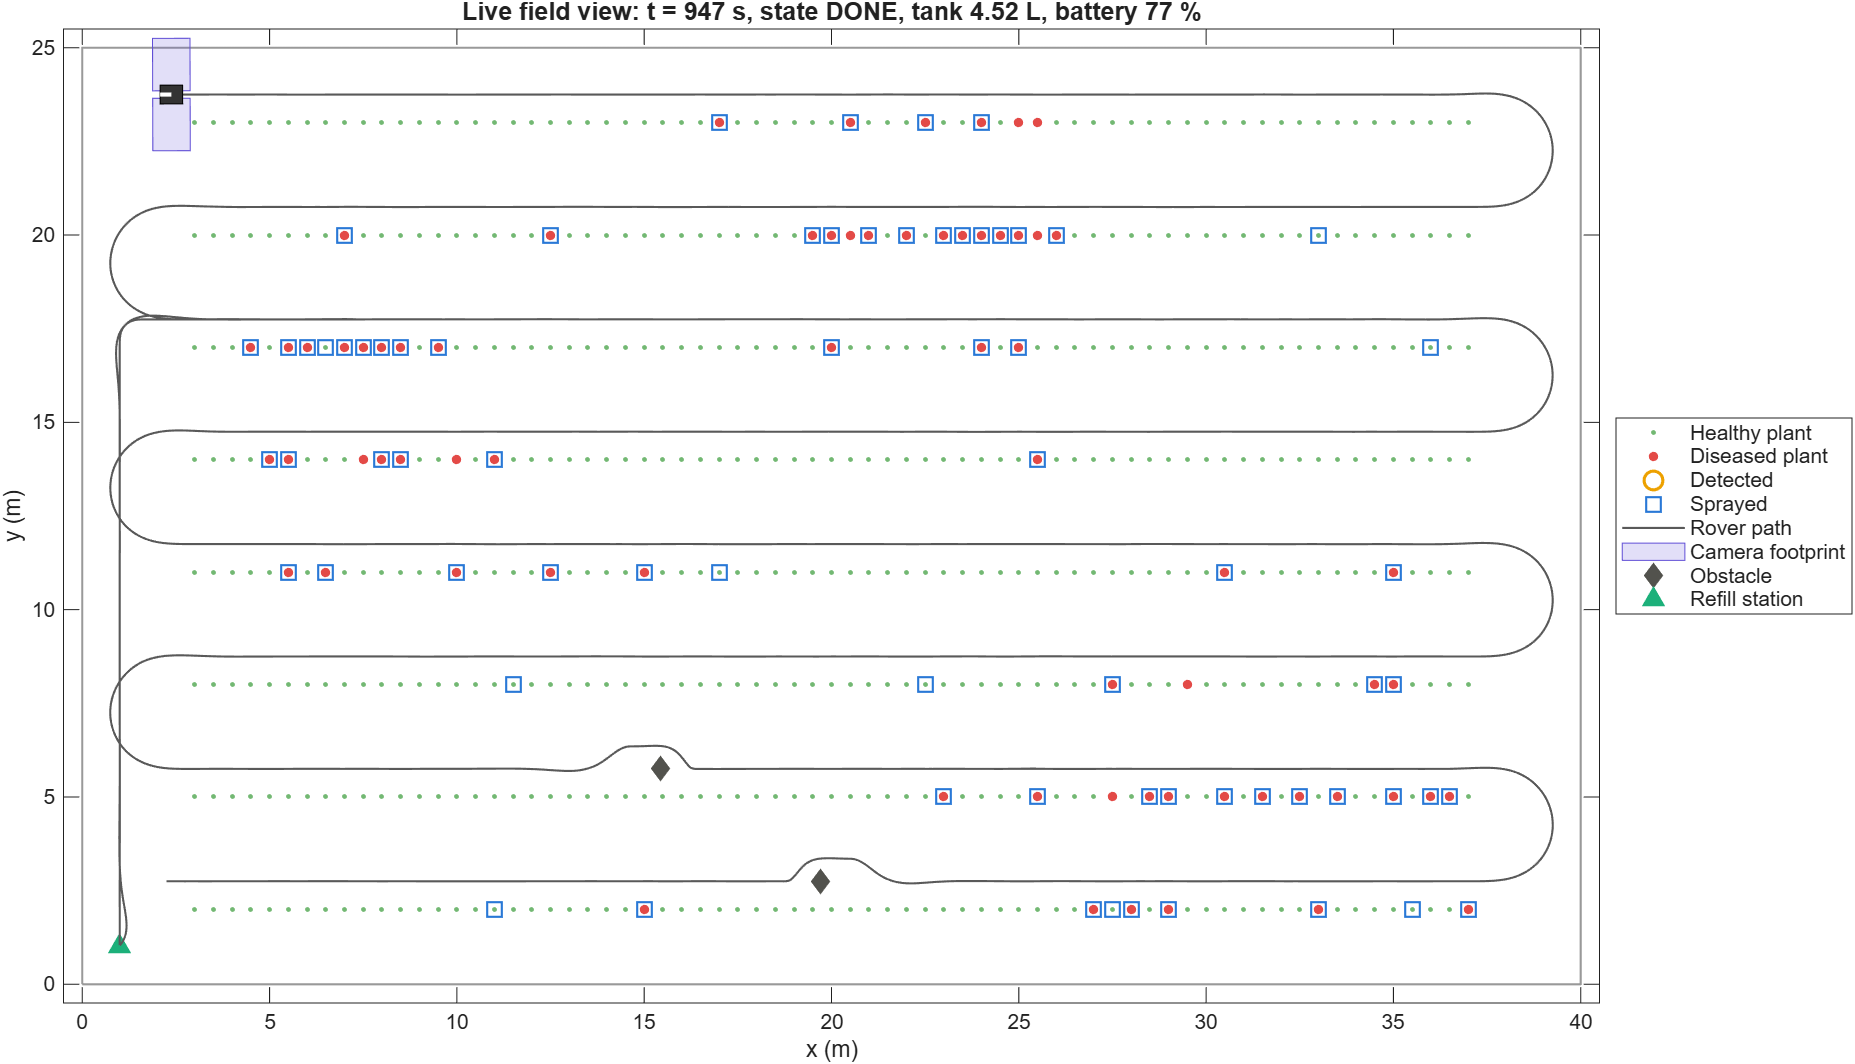 Live field view: t = 947 s, state DONE, tank 4.52 L, battery 77 %
25
20
15
10
5
0
y (m)
0
5
10
15
20
25
30
35
40
x (m)
Healthy plant
Diseased plant
Detected
Sprayed
Rover path
Camera footprint
Obstacle
Refill station